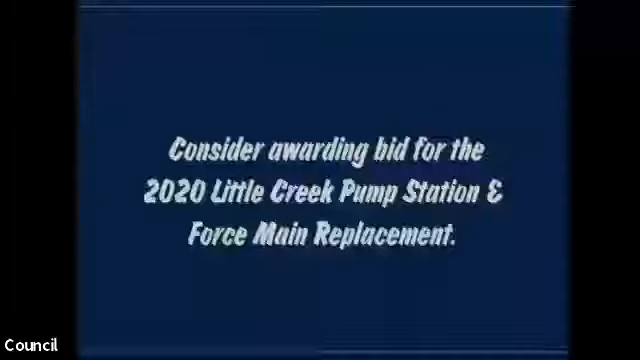 Consider awarding bid for the
2020 Little Creek Pump Station &
Force Main Replacement.
Council